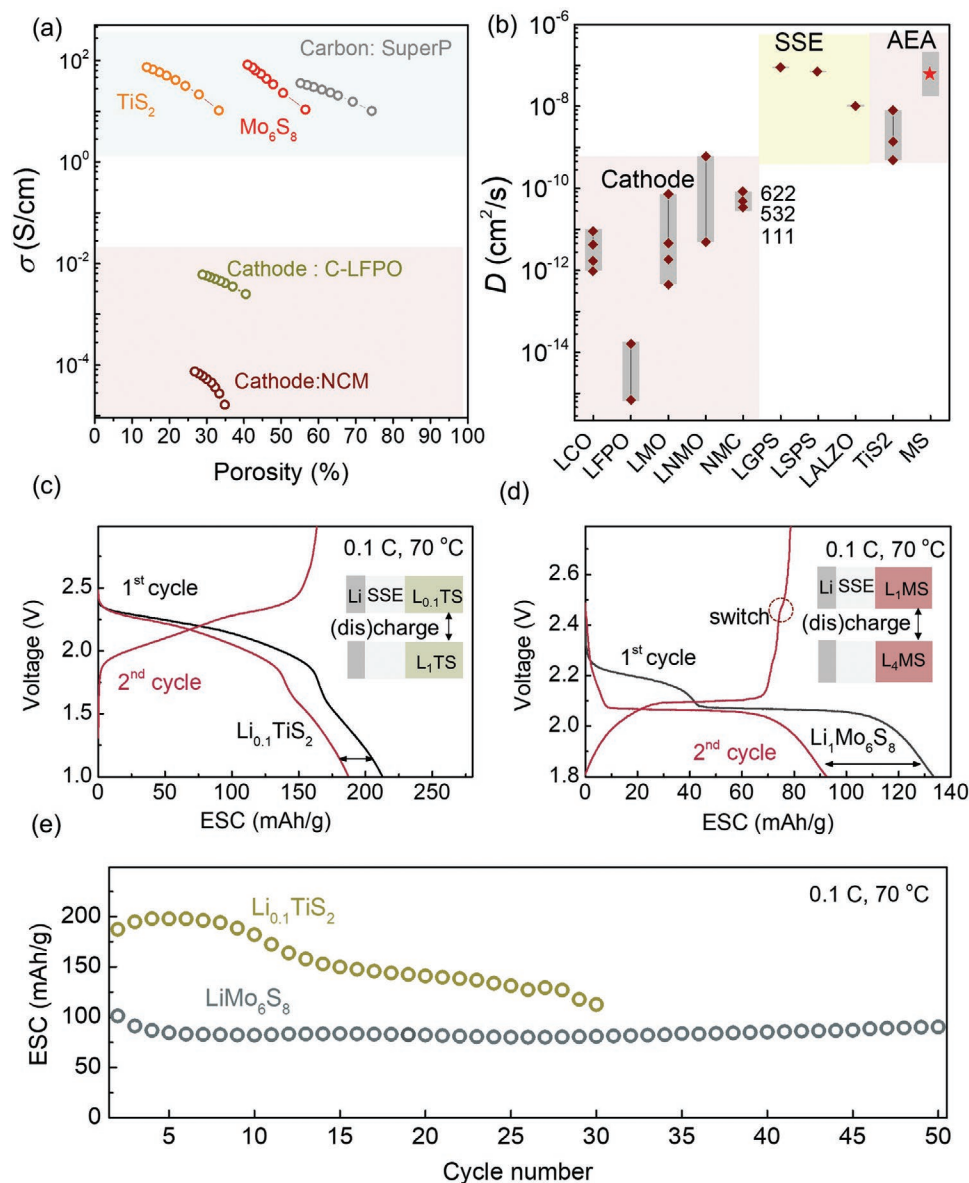 (a)
10²
10⁰
10⁻²
10⁻⁴
σ (S/cm)
Carbon: SuperP
TiS₂
Mo₆S₈
Cathode : C-LFPO
Cathode:NCM
0 10 20 30 40 50 60 70 80 90 100
Porosity (%)
(b)
10⁻⁶
10⁻⁸
10⁻¹⁰
10⁻¹²
10⁻¹⁴
D (cm²/s)
SSE
AEA
Cathode
622
532
111
LCO
LFPO
LMO
LNMO
NMC
LGPS
LSPS
LALZO
TiS2
MS
(c)
2.5
2.0
1.5
1.0
Voltage (V)
0.1 C, 70 °C
1ˢᵗ cycle
Li SSE L₀.₁TS
(dis)charge
L₁TS
2ⁿᵈ cycle
Li₀.₁TiS₂
0 50 100 150 200 250
ESC (mAh/g)
(d)
2.6
2.4
2.2
2.0
1.8
Voltage (V)
0.1 C, 70 °C
Li SSE L₁MS
switch
(dis)charge
L₄MS
1ˢᵗ cycle
2ⁿᵈ cycle
Li₁Mo₆S₈
0 20 40 60 80 100 120 140
ESC (mAh/g)
(e)
200
150
100
50
0
ESC (mAh/g)
0.1 C, 70 °C
Li₀.₁TiS₂
LiMo₆S₈
5 10 15 20 25 30 35 40 45 50
Cycle number